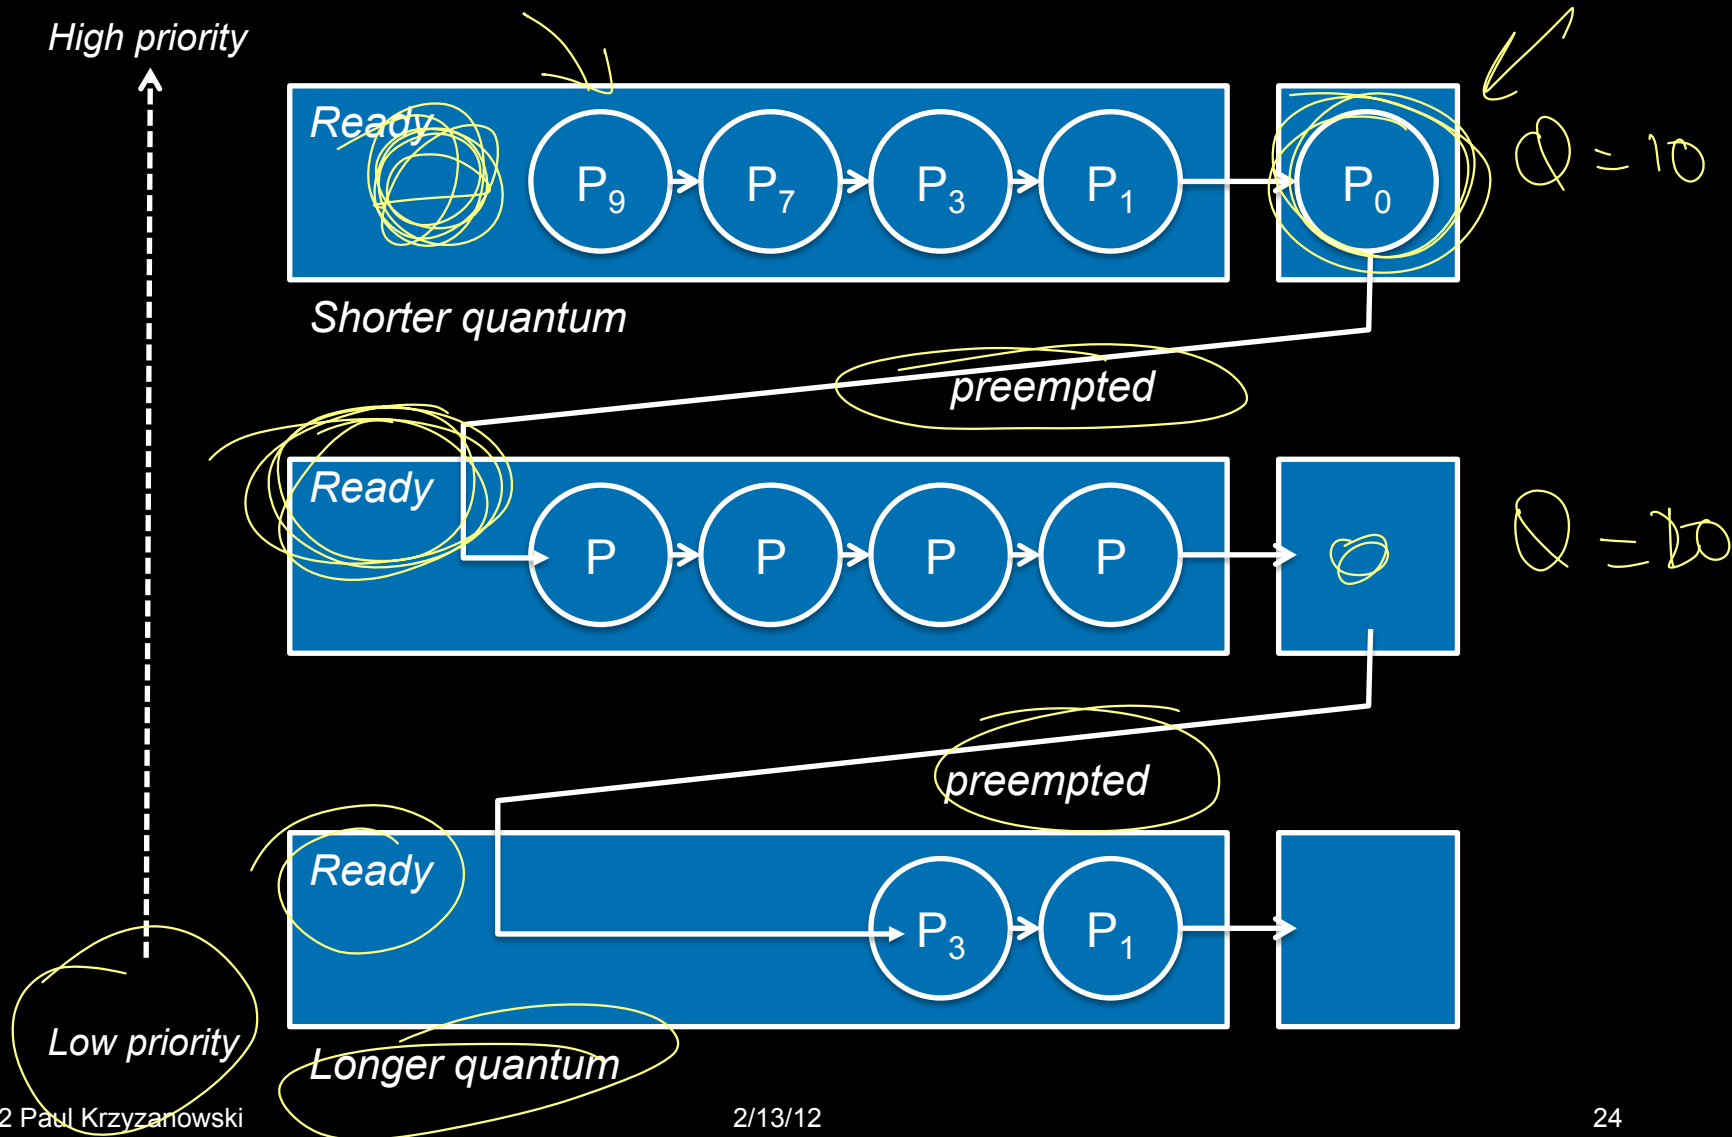 High priority
Ready
P9 P7 P3 P1 P0
Q = 10
Shorter quantum
preempted
Ready
P P P P
Q =
preempted
Ready
P3 P1
Low priority
Longer quantum
2 Paul Krzyzanowski 2/13/12 24